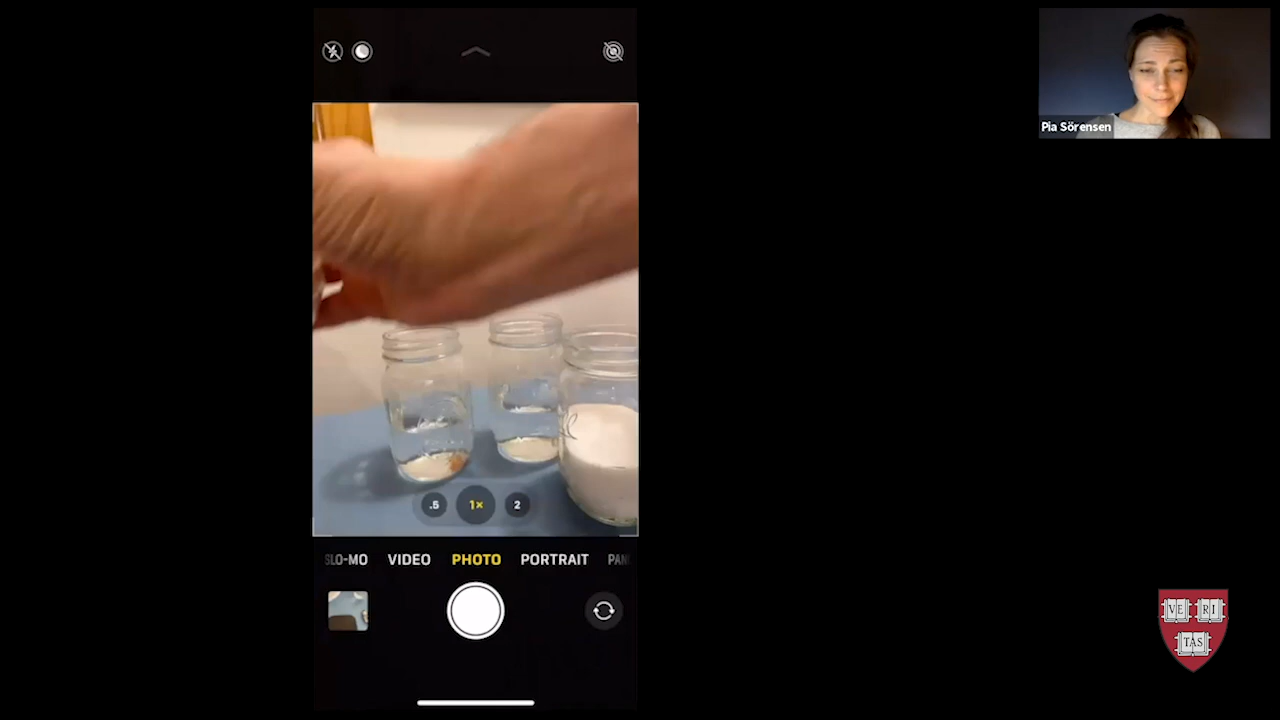 Pia Sörensen
.5
1×
2
SLO-MO VIDEO PHOTO PORTRAIT PAN
VE RI
TAS